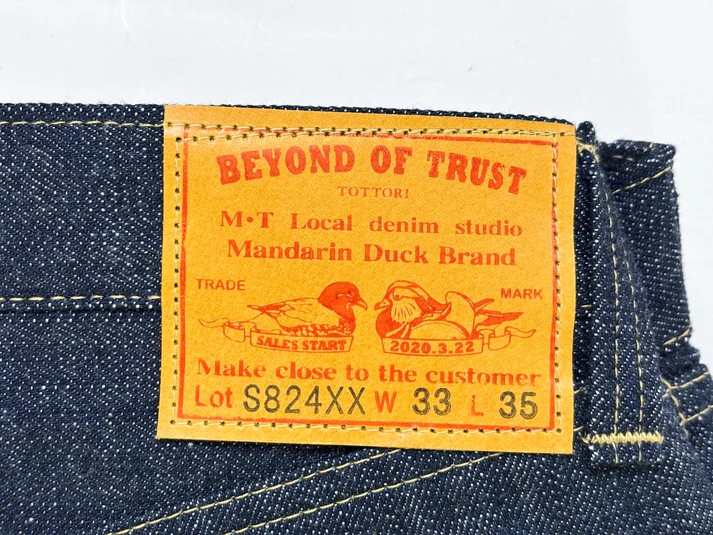 BEYOND OF TRUST
TOTTORI
M•T Local denim studio
Mandarin Duck Brand
TRADE MARK
SALES START 2020.3.22
Make close to the customer
Lot S824XX W 33 L 35